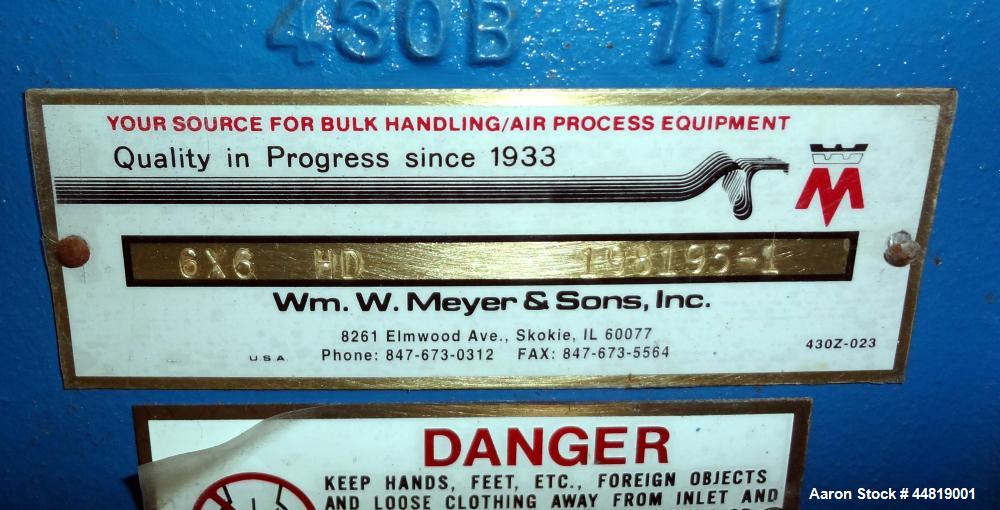 430B 711
YOUR SOURCE FOR BULK HANDLING/AIR PROCESS EQUIPMENT
Quality in Progress since 1933
M
6X6 HD 198195-1
Wm. W. Meyer & Sons, Inc.
8261 Elmwood Ave., Skokie, IL 60077
U.S.A. Phone: 847-673-0312 FAX: 847-673-5564
430Z-023
DANGER
KEEP HANDS, FEET, ETC., FOREIGN OBJECTS
AND LOOSE CLOTHING AWAY FROM INLET AND
Aaron Stock # 44819001